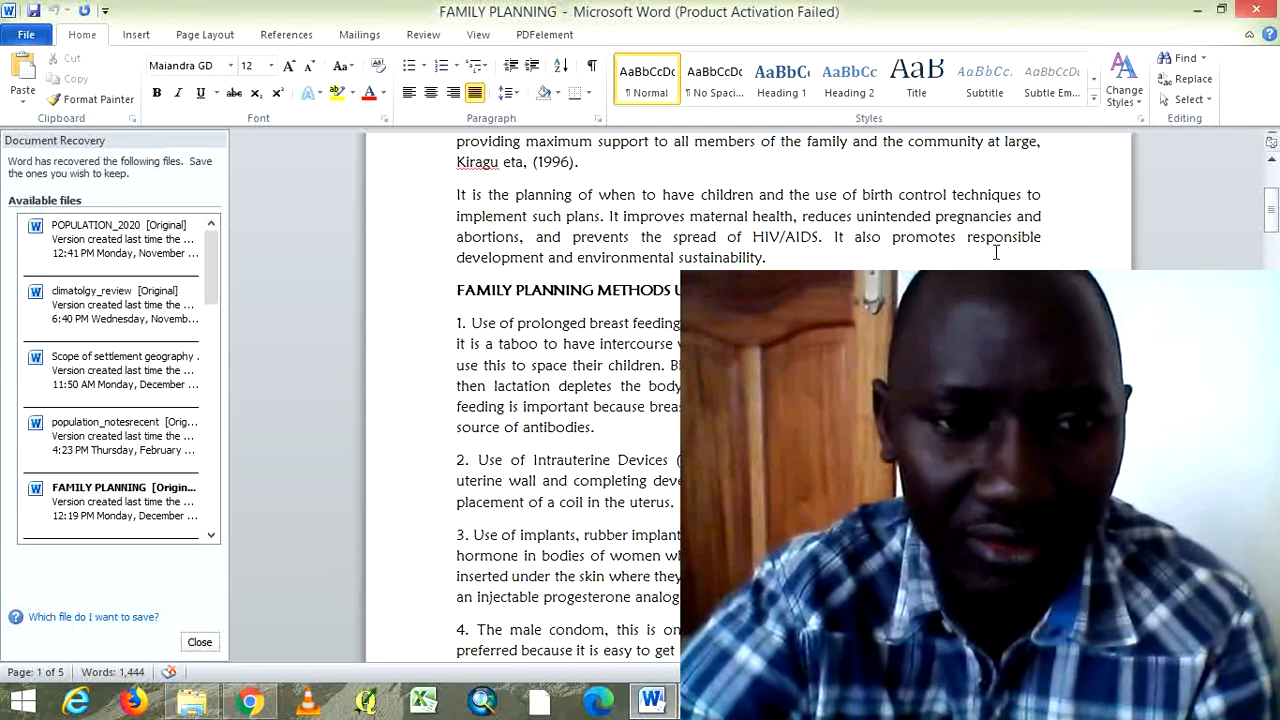 FAMILY PLANNING - Microsoft Word (Product Activation Failed)
File Home Insert Page Layout References Mailings Review View PDFelement
Paste
Cut
Copy
Format Painter
Clipboard
Maiandra GD 12
Font
Paragraph
AaBbCcDc AaBbCcDc AaBbC AaBbCc AaB AaBbCcL AaBbCcDc
¶ Normal ¶ No Spaci... Heading 1 Heading 2 Title Subtitle Subtle Em...
Styles
Change
Styles
Find
Replace
Select
Editing
Document Recovery
Word has recovered the following files. Save
the ones you wish to keep.
Available files
POPULATION_2020 [Original]
Version created last time the ...
12:41 PM Monday, November
climatolgy_review [Original]
Version created last time the ...
6:40 PM Wednesday, Novemb...
Scope of settlement geography .
Version created last time the ...
11:50 AM Monday, December ...
population_notesrecent [Orig...
Version created last time the ...
4:23 PM Thursday, February ...
FAMILY PLANNING [Origin...
Version created last time the ...
12:19 PM Monday, December ...
Which file do I want to save?
Close
providing maximum support to all members of the family and the community at large,
Kiragu eta, (1996).
It is the planning of when to have children and the use of birth control techniques to
implement such plans. It improves maternal health, reduces unintended pregnancies and
abortions, and prevents the spread of HIV/AIDS. It also promotes responsible
development and environmental sustainability.
FAMILY PLANNING METHODS
1. Use of prolonged breast feeding
it is a taboo to have intercourse
use this to space their children.
then lactation depletes the body
feeding is important because
source of antibodies.
2. Use of Intrauterine Devices (
uterine wall and completing
placement of a coil in the uterus.
3. Use of implants, rubber implant
hormone in bodies of women
inserted under the skin where they
an injectable progesterone
4. The male condom, this is
preferred because it is easy to get
Page: 1 of 5 Words: 1,444